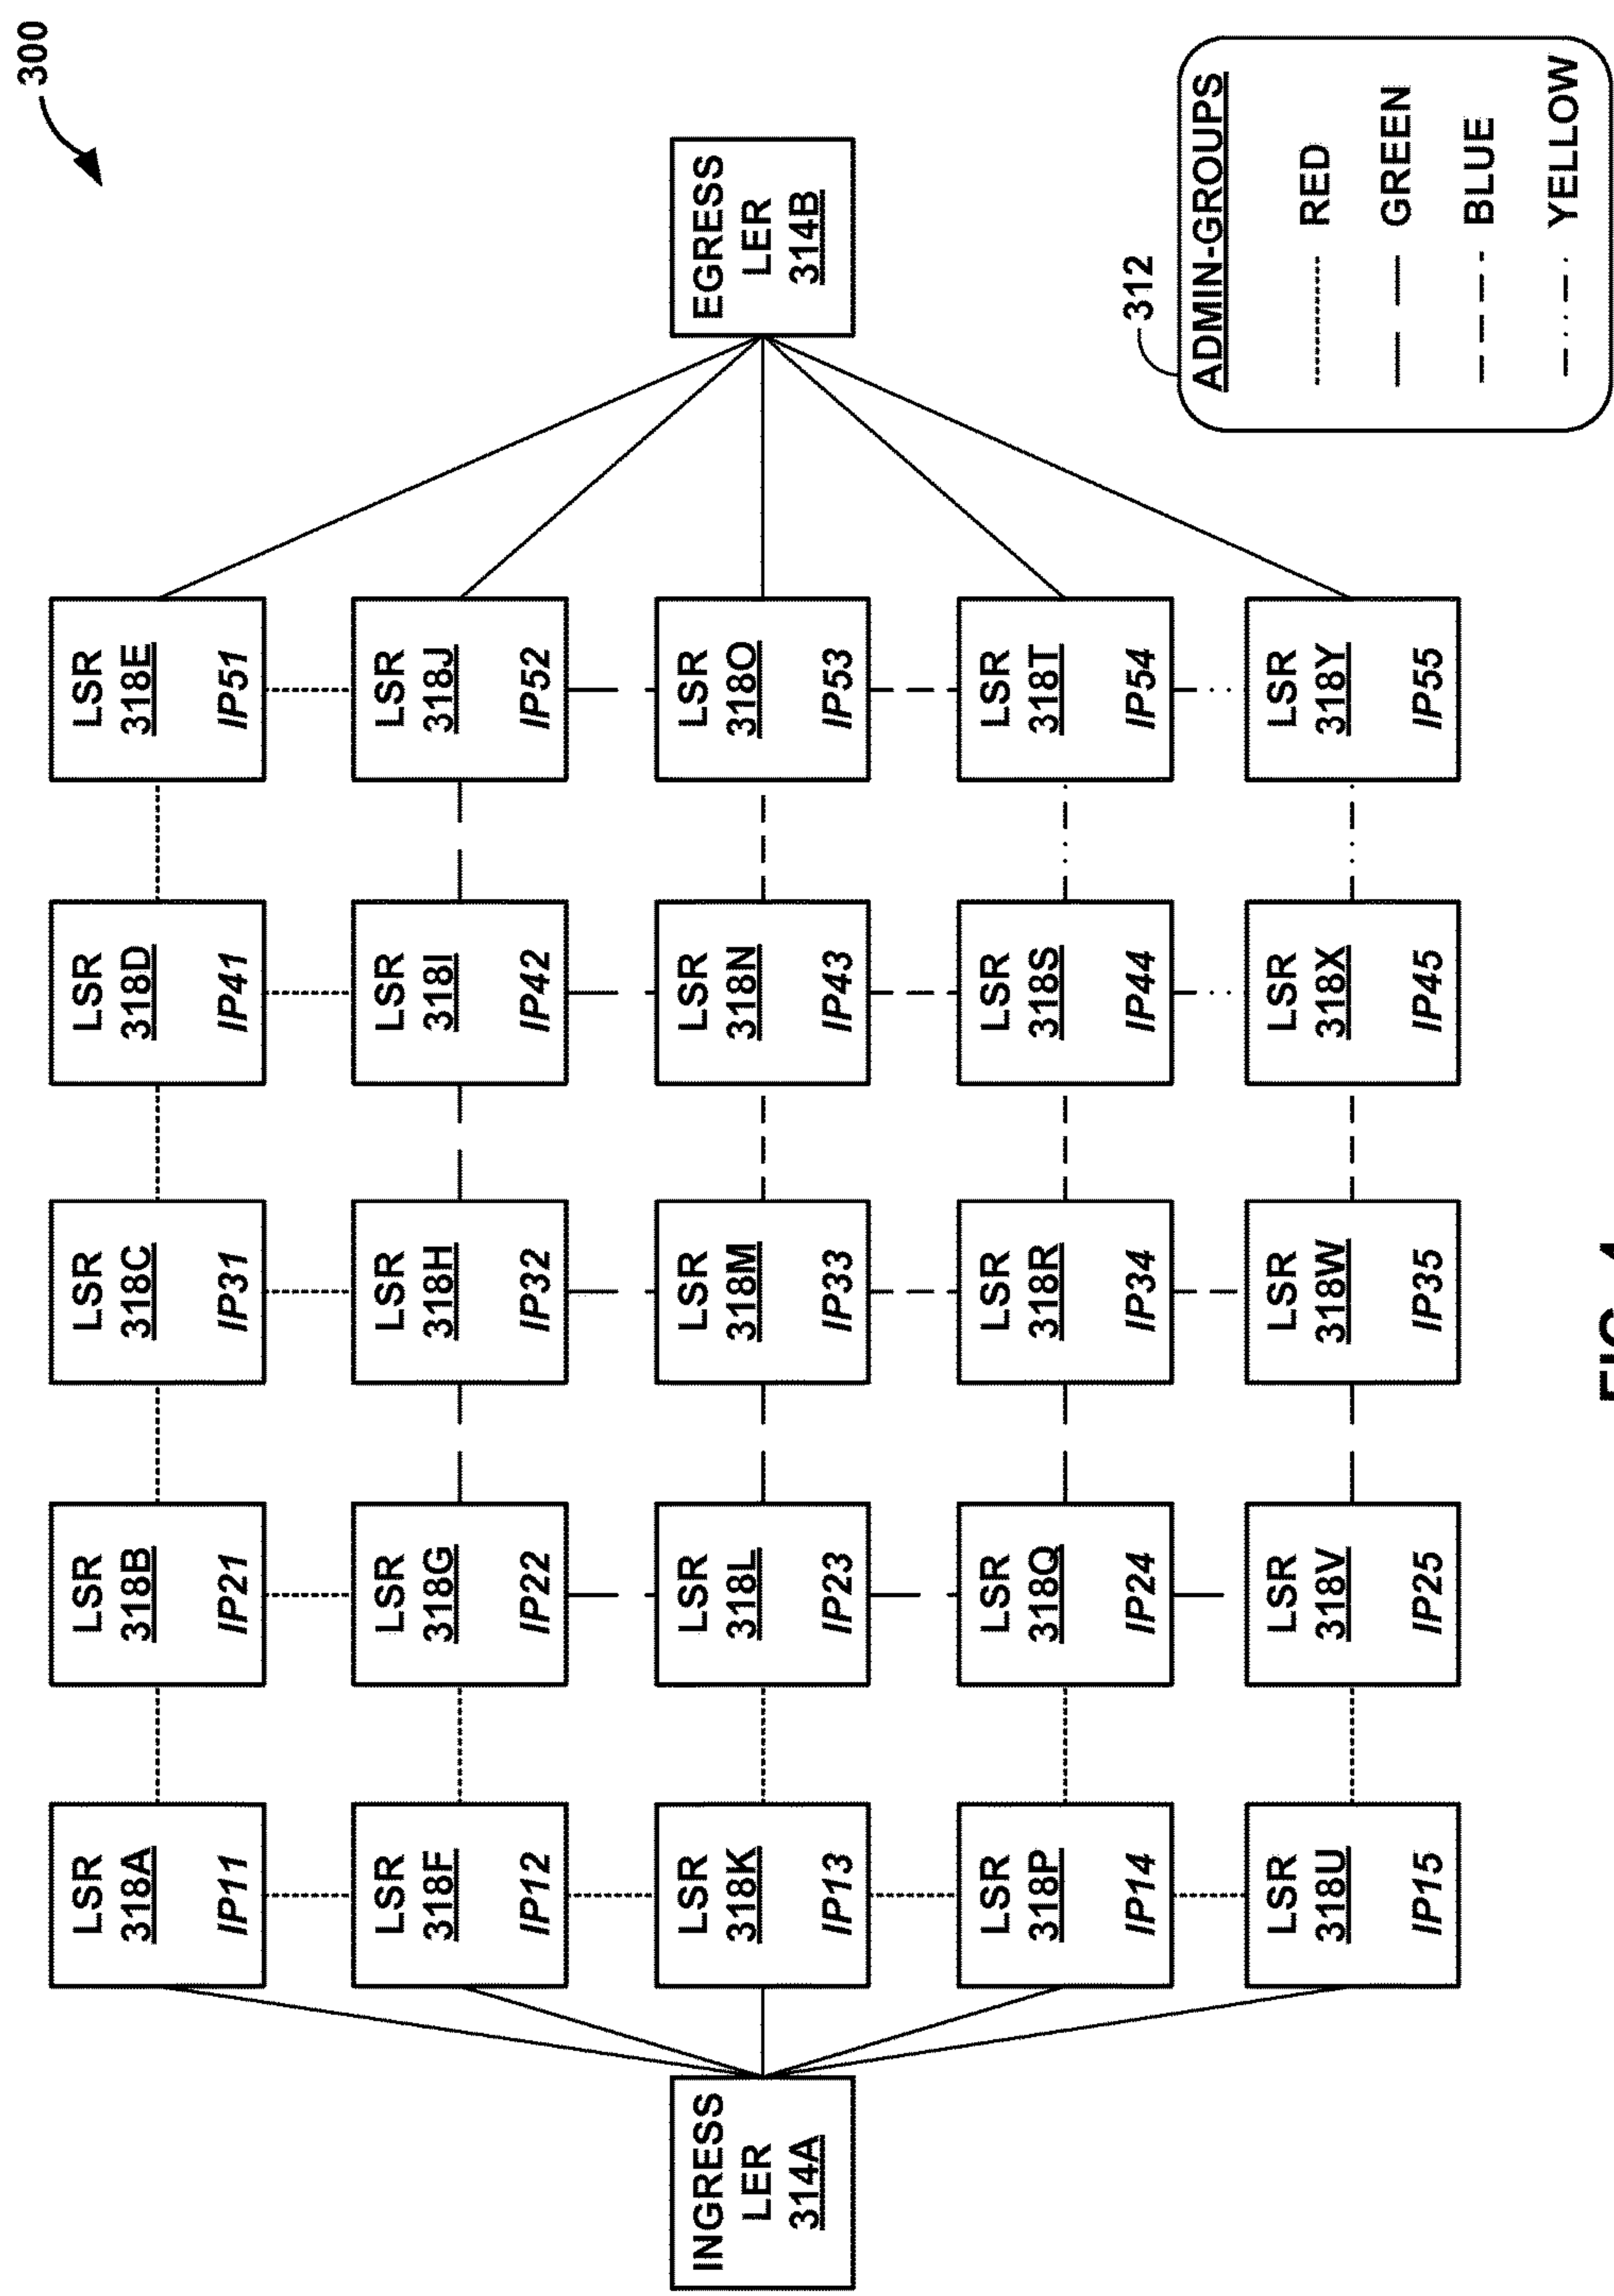 300
INGRESS
LER
314A
LSR
318A
IP11
LSR
318B
IP21
LSR
318C
IP31
LSR
318D
IP41
LSR
318E
IP51
LSR
318F
IP12
LSR
318G
IP22
LSR
318H
IP32
LSR
318I
IP42
LSR
318J
IP52
LSR
318K
IP13
LSR
318L
IP23
LSR
318M
IP33
LSR
318N
IP43
LSR
318O
IP53
LSR
318P
IP14
LSR
318Q
IP24
LSR
318R
IP34
LSR
318S
IP44
LSR
318T
IP54
LSR
318U
IP15
LSR
318V
IP25
LSR
318W
IP35
LSR
318X
IP45
LSR
318Y
IP55
EGRESS
LER
314B
312
ADMIN-GROUPS
RED
GREEN
BLUE
YELLOW